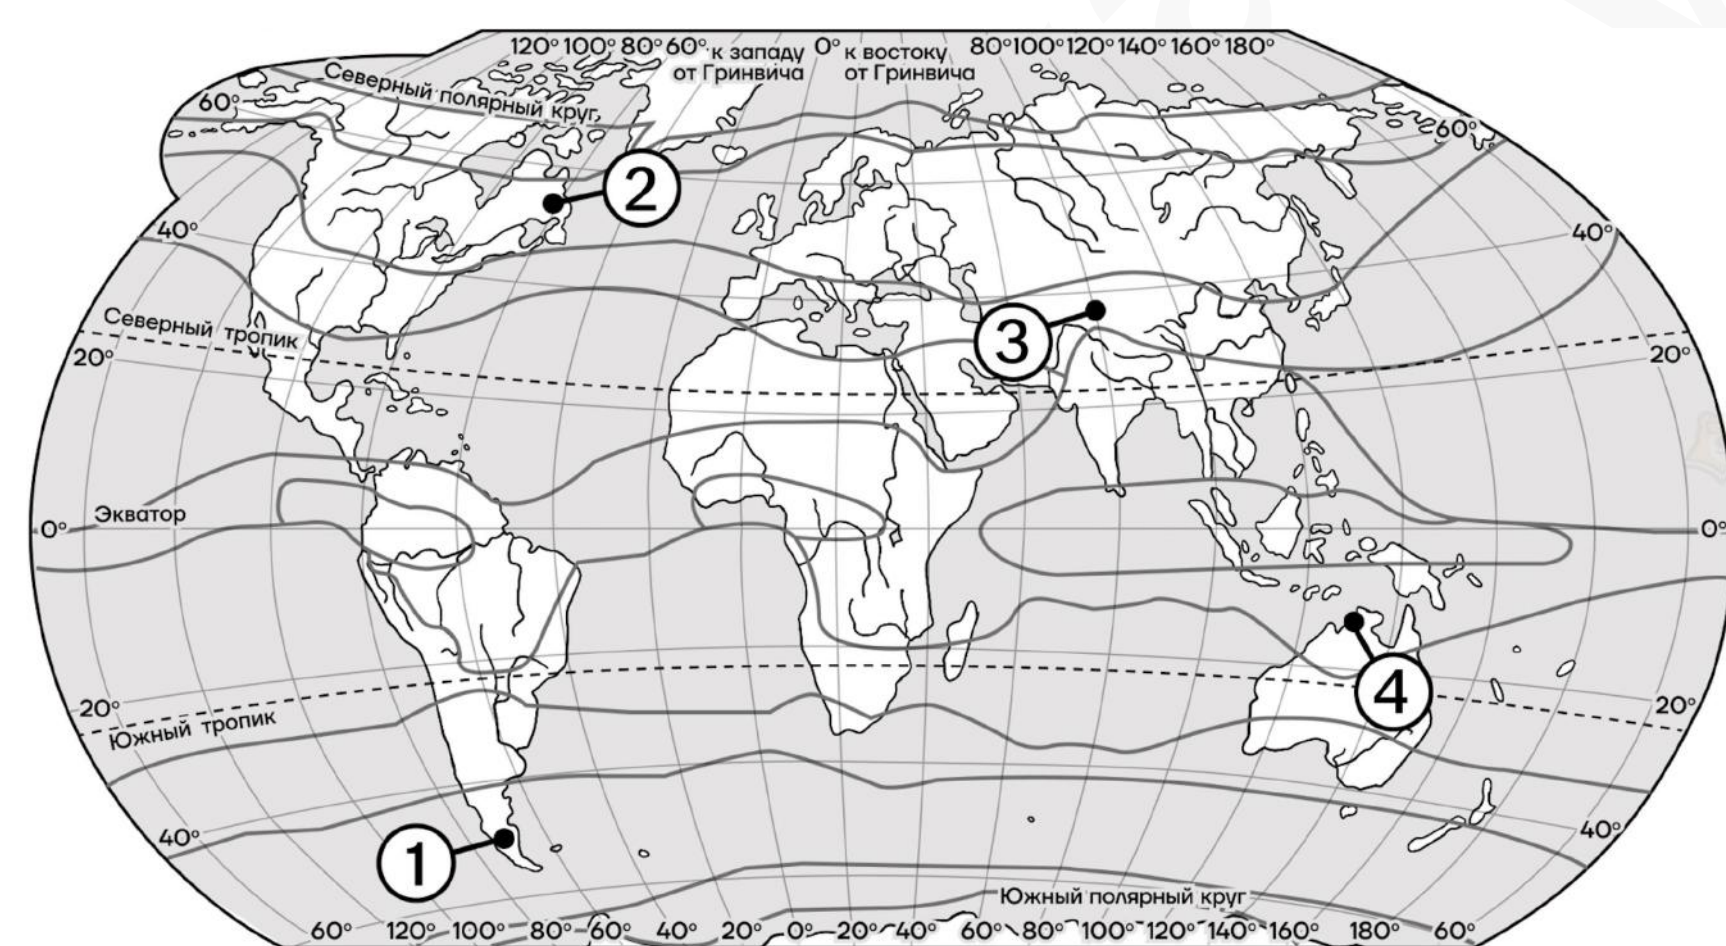 120° 100° 80° 60° к западу 0° к востоку 80° 100° 120° 140° 160° 180°
от Гринвича от Гринвича
Северный полярный круг
60° 60°
2
40° 40°
Северный тропик
3
20° 20°
Экватор
0° 0°
4
20° 20°
Южный тропик
40° 40°
1
Южный полярный круг
60° 120° 100° 80° 60° 40° 20° 0° 20° 40° 60° 80° 100° 120° 140° 160° 180° 60°